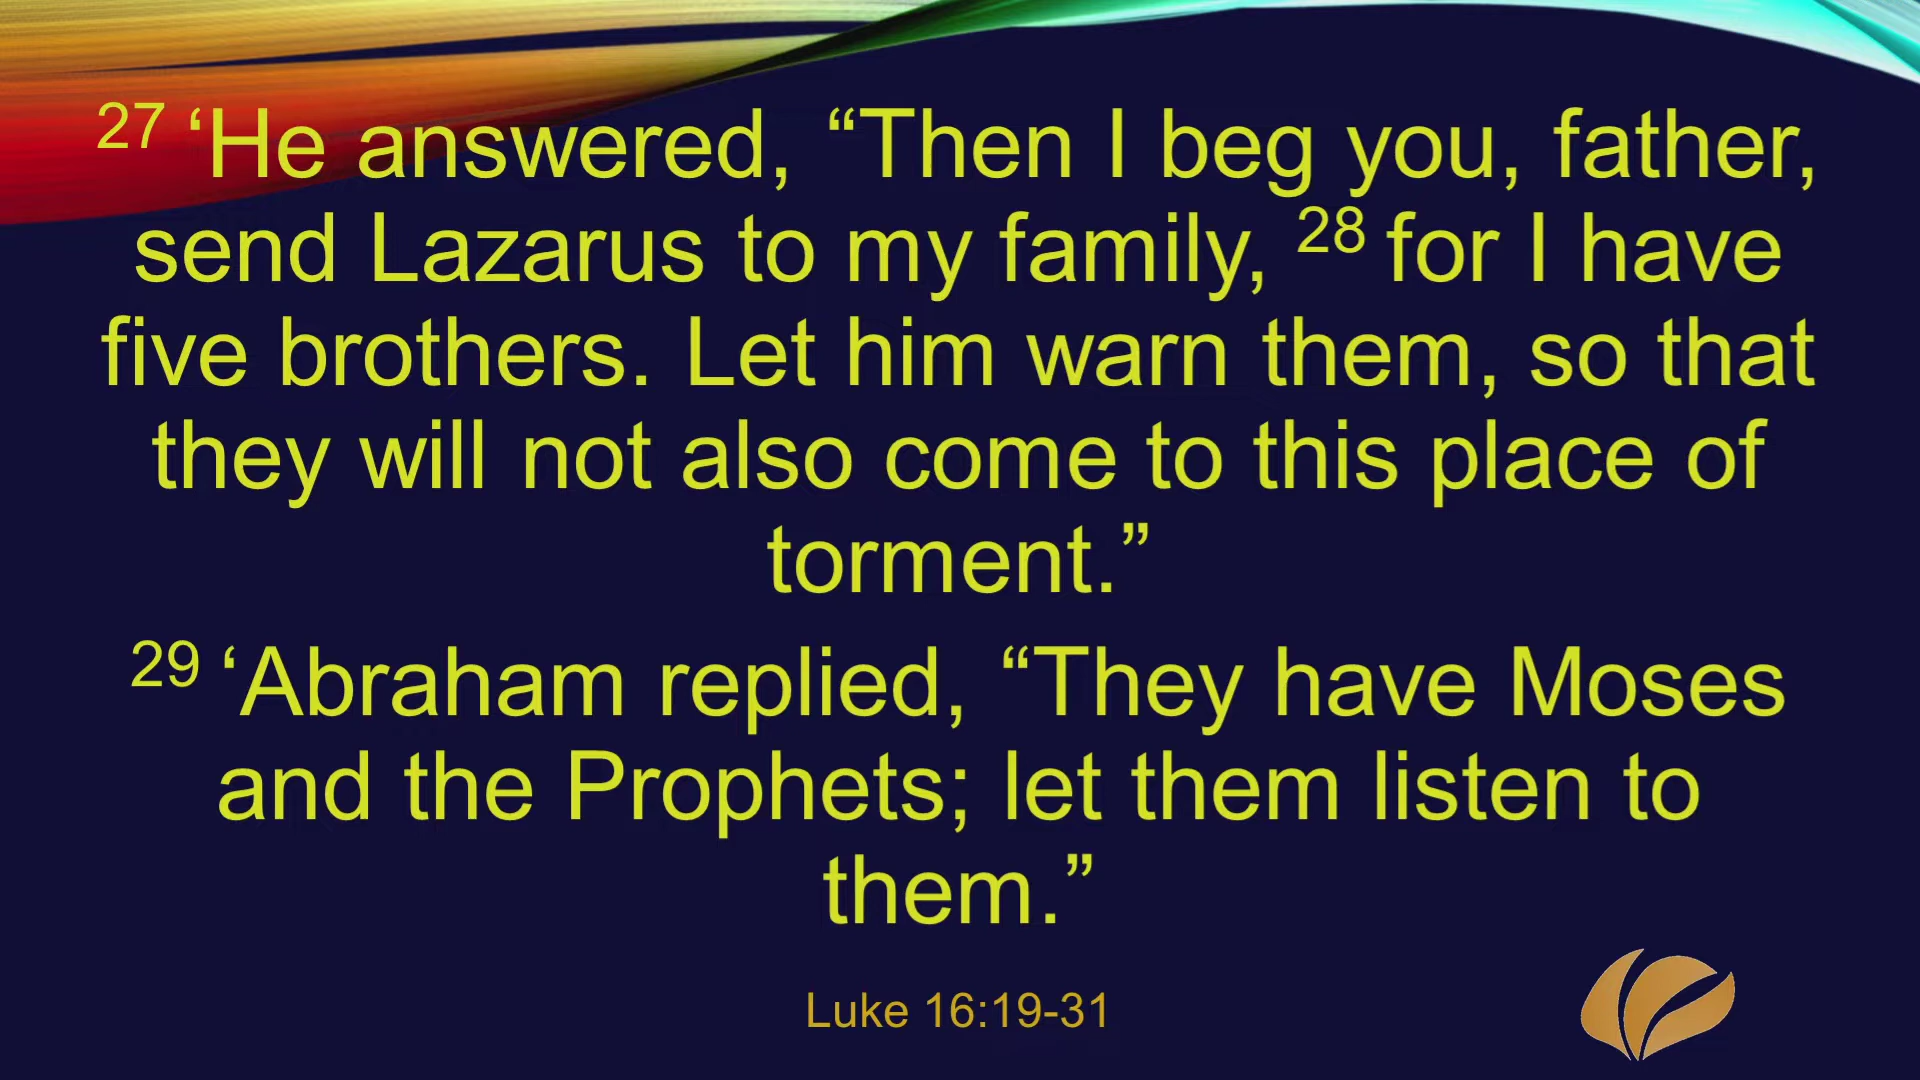 27 ‘He answered, “Then I beg you, father,
send Lazarus to my family, 28 for I have
five brothers. Let him warn them, so that
they will not also come to this place of
torment.”
29 ‘Abraham replied, “They have Moses
and the Prophets; let them listen to
them.”
Luke 16:19-31